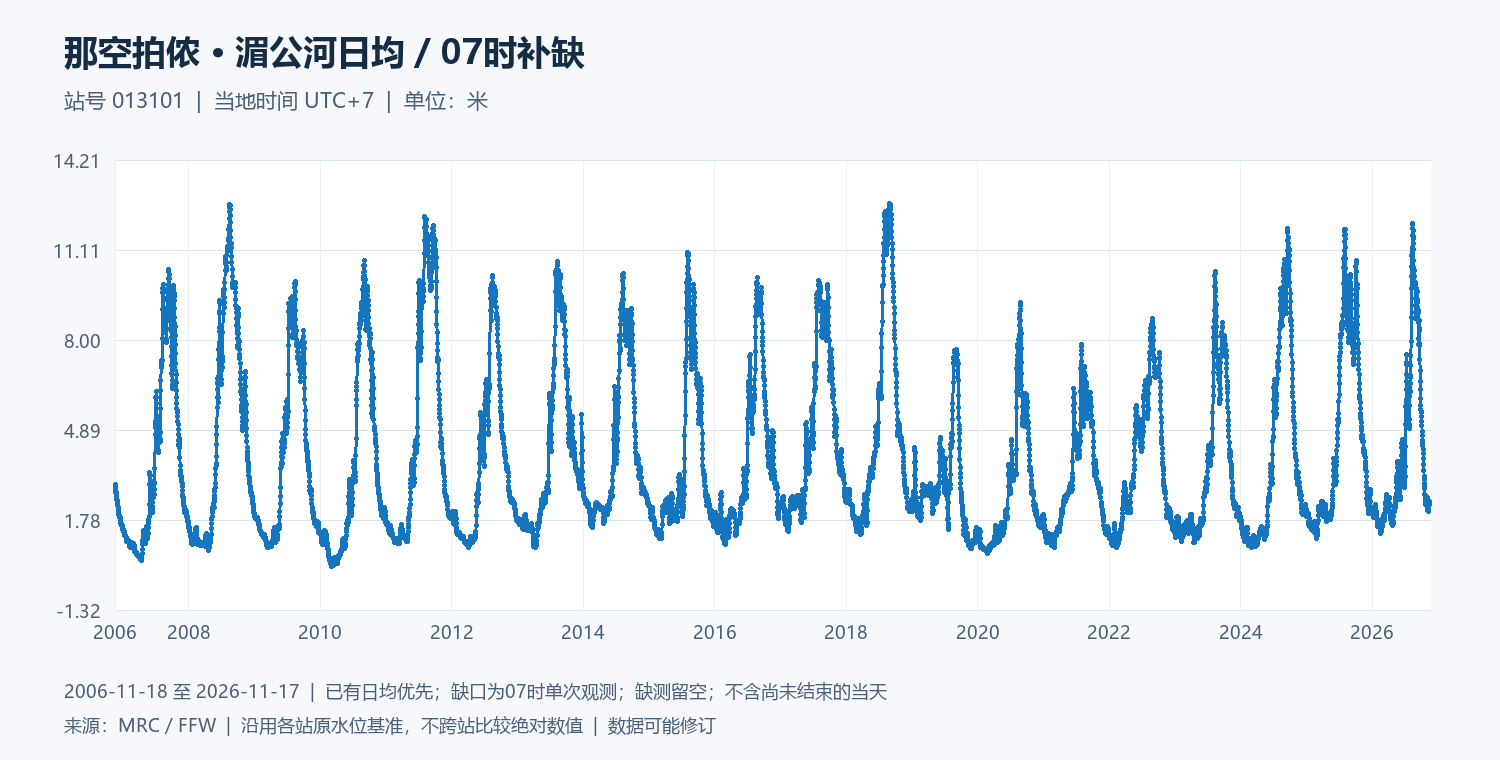 那空拍侬 • 湄公河日均 / 07时补缺
站号 013101 | 当地时间 UTC+7 | 单位：米
14.21
11.11
8.00
4.89
1.78
-1.32
2006 2008 2010 2012 2014 2016 2018 2020 2022 2024 2026
2006-11-18 至 2026-11-17 | 已有日均优先；缺口为07时单次观测；缺测留空；不含尚未结束的当天
来源：MRC / FFW | 沿用各站原水位基准，不跨站比较绝对数值 | 数据可能修订